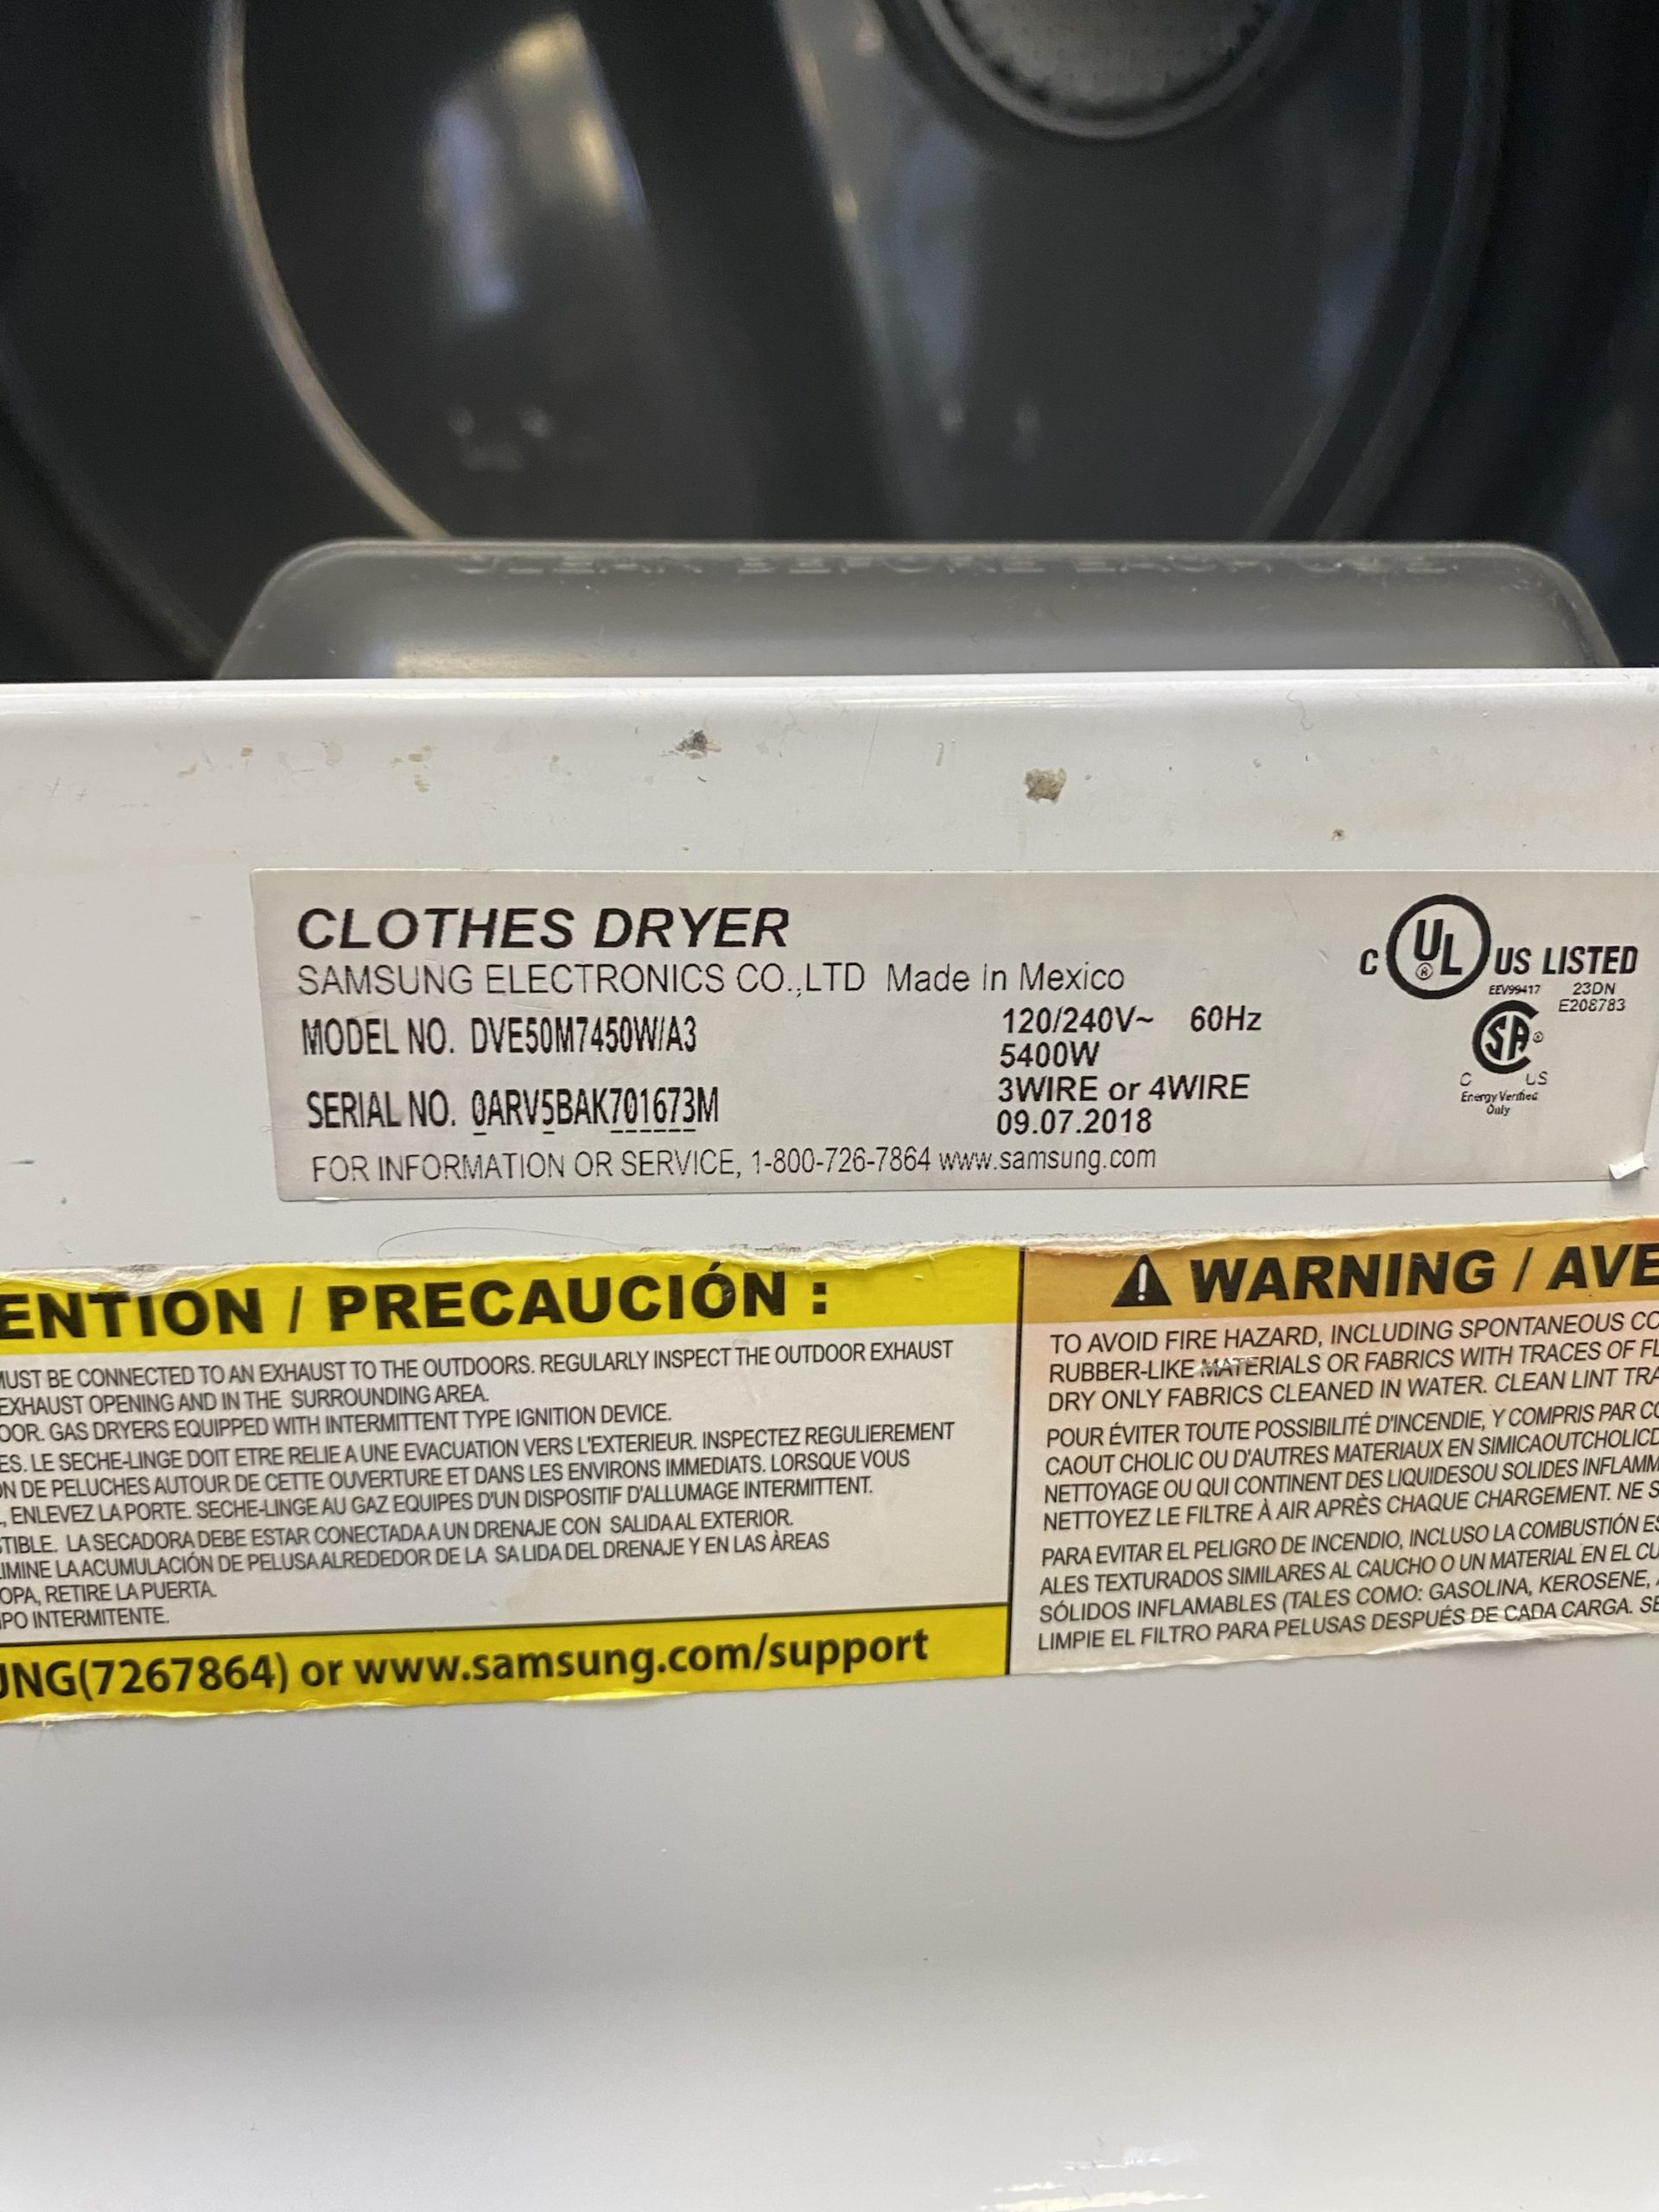 CLEAN BEFORE EACH USE
CLOTHES DRYER
SAMSUNG ELECTRONICS CO.,LTD Made In Mexico
MODEL NO. DVE50M7450W/A3
SERIAL NO. 0ARV5BAK701673M
120/240V~ 60Hz
5400W
3WIRE or 4WIRE
09.07.2018
FOR INFORMATION OR SERVICE, 1-800-726-7864 www.samsung.com
C UL ® US LISTED
EEV99417 23DN
E208783
SA ®
C US
Energy Verified
Only
ENTION / PRECAUCIÓN :
MUST BE CONNECTED TO AN EXHAUST TO THE OUTDOORS. REGULARLY INSPECT THE OUTDOOR EXHAUST
EXHAUST OPENING AND IN THE SURROUNDING AREA.
OOR. GAS DRYERS EQUIPPED WITH INTERMITTENT TYPE IGNITION DEVICE.
ES. LE SECHE-LINGE DOIT ETRE RELIE A UNE EVACUATION VERS L'EXTERIEUR. INSPECTEZ REGULIEREMENT
ON DE PELUCHES AUTOUR DE CETTE OUVERTURE ET DANS LES ENVIRONS IMMEDIATS. LORSQUE VOUS
, ENLEVEZ LA PORTE. SECHE-LINGE AU GAZ EQUIPES D'UN DISPOSITIF D'ALLUMAGE INTERMITTENT.
STIBLE. LA SECADORA DEBE ESTAR CONECTADA A UN DRENAJE CON SALIDA AL EXTERIOR.
LIMINE LA ACUMULACIÓN DE PELUSA ALREDEDOR DE LA SA LIDA DEL DRENAJE Y EN LAS ÀREAS
OPA, RETIRE LA PUERTA.
IPO INTERMITENTE.
UNG(7267864) or www.samsung.com/support
WARNING / AVE
TO AVOID FIRE HAZARD, INCLUDING SPONTANEOUS CO
RUBBER-LIKE MATERIALS OR FABRICS WITH TRACES OF FL
DRY ONLY FABRICS CLEANED IN WATER. CLEAN LINT TRA
POUR ÉVITER TOUTE POSSIBILITÉ D'INCENDIE, Y COMPRIS PAR CO
CAOUT CHOLIC OU D'AUTRES MATERIAUX EN SIMICAOUTCHOLICD
NETTOYAGE OU QUI CONTINENT DES LIQUIDESOU SOLIDES INFLAMM
NETTOYEZ LE FILTRE À AIR APRÈS CHAQUE CHARGEMENT. NE S
PARA EVITAR EL PELIGRO DE INCENDIO, INCLUSO LA COMBUSTIÓN ES
ALES TEXTURADOS SIMILARES AL CAUCHO O UN MATERIAL EN EL CU
SÓLIDOS INFLAMABLES (TALES COMO: GASOLINA, KEROSENE, A
LIMPIE EL FILTRO PARA PELUSAS DESPUÉS DE CADA CARGA. SE